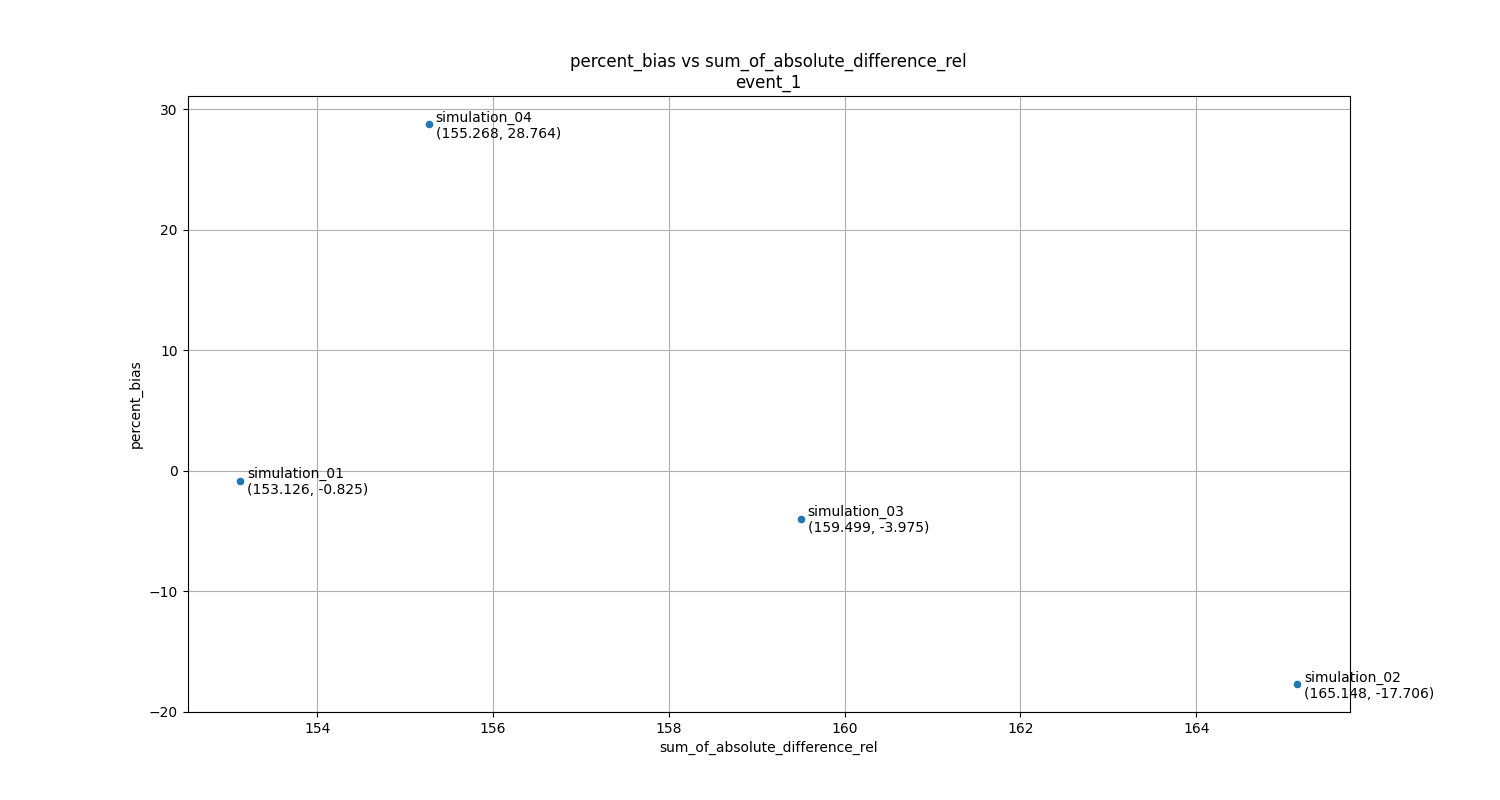 percent_bias vs sum_of_absolute_difference_rel
event_1
30
simulation_04
(155.268, 28.764)
20
10
percent_bias
0
simulation_01
(153.126, -0.825)
simulation_03
(159.499, -3.975)
−10
simulation_02
(165.148, -17.706)
−20
154 156 158 160 162 164
sum_of_absolute_difference_rel